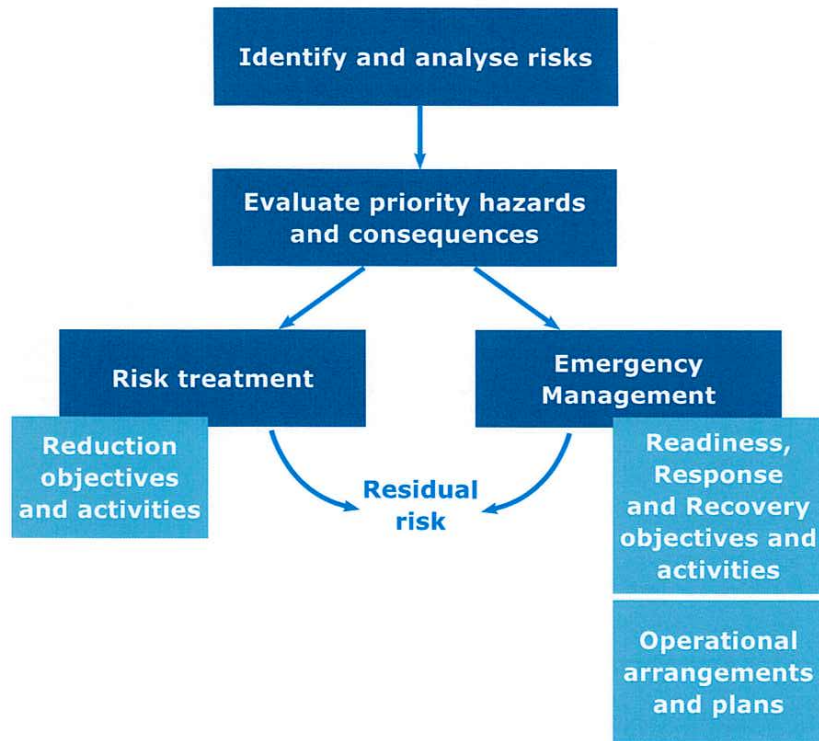 Identify and analyse risks
Evaluate priority hazards
and consequences
Risk treatment
Emergency
Management
Reduction
objectives
and activities
Residual
risk
Readiness,
Response
and Recovery
objectives and
activities
Operational
arrangements
and plans